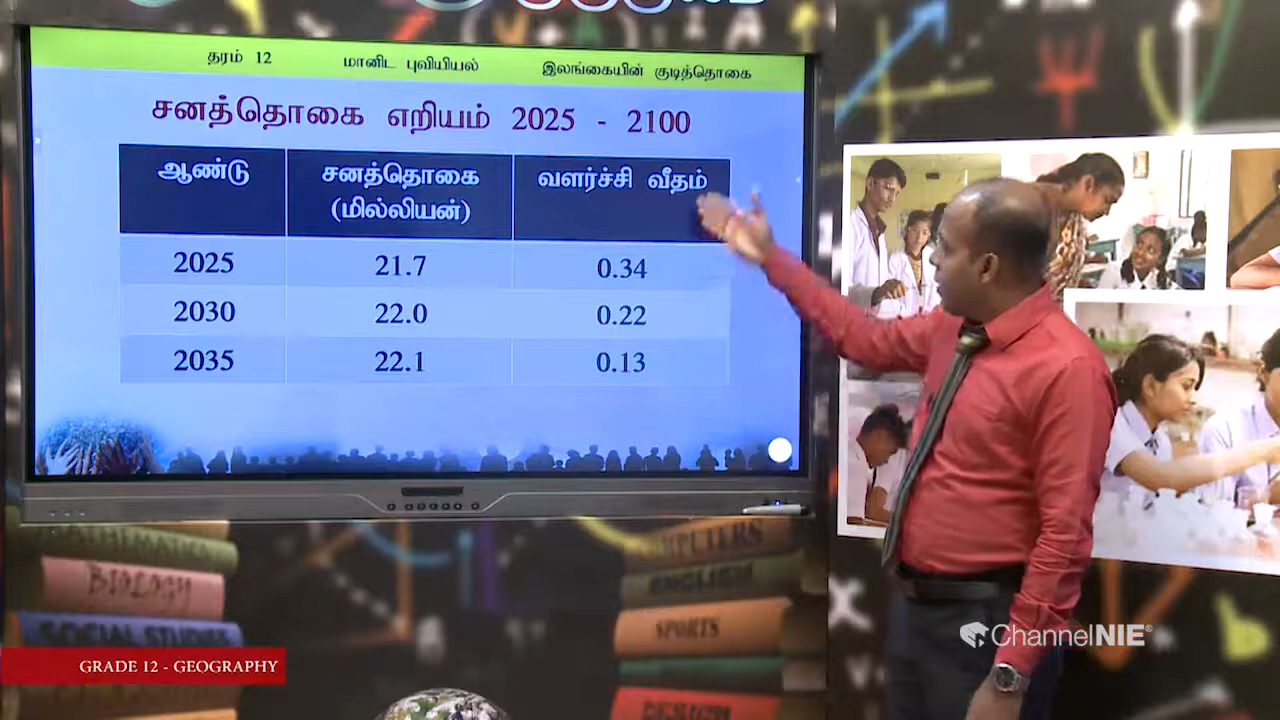 தரம் 12 மானிட புவியியல் இலங்கையின் குடித்தொகை
சனத்தொகை எறியம் 2025 - 2100
ஆண்டு சனத்தொகை (மில்லியன்) வளர்ச்சி வீதம்
2025 21.7 0.34
2030 22.0 0.22
2035 22.1 0.13
MATHEMATICS
BIOLOGY
SOCIAL STUDIES
COMPUTERS
ENGLISH
SPORTS
DESIGN
GRADE 12 - GEOGRAPHY
ChannelNIE®